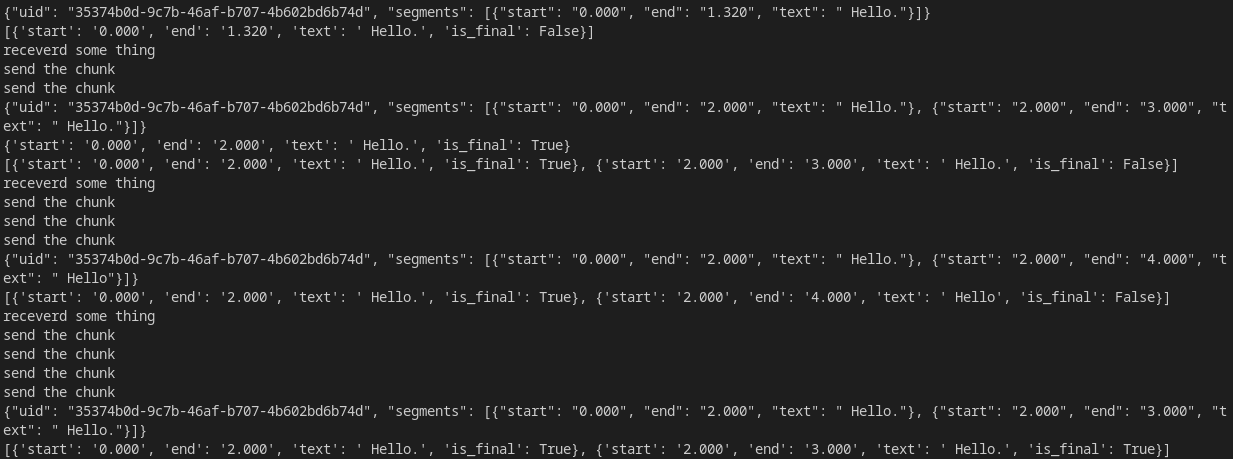 {"uid": "35374b0d-9c7b-46af-b707-4b602bd6b74d", "segments": [{"start": "0.000", "end": "1.320", "text": " Hello."}]}
[{'start': '0.000', 'end': '1.320', 'text': ' Hello.', 'is_final': False}]
receverd some thing
send the chunk
send the chunk
{"uid": "35374b0d-9c7b-46af-b707-4b602bd6b74d", "segments": [{"start": "0.000", "end": "2.000", "text": " Hello."}, {"start": "2.000", "end": "3.000", "t
ext": " Hello."}]}
{'start': '0.000', 'end': '2.000', 'text': ' Hello.', 'is_final': True}
[{'start': '0.000', 'end': '2.000', 'text': ' Hello.', 'is_final': True}, {'start': '2.000', 'end': '3.000', 'text': ' Hello.', 'is_final': False}]
receverd some thing
send the chunk
send the chunk
send the chunk
{"uid": "35374b0d-9c7b-46af-b707-4b602bd6b74d", "segments": [{"start": "0.000", "end": "2.000", "text": " Hello."}, {"start": "2.000", "end": "4.000", "t
ext": " Hello"}]}
[{'start': '0.000', 'end': '2.000', 'text': ' Hello.', 'is_final': True}, {'start': '2.000', 'end': '4.000', 'text': ' Hello', 'is_final': False}]
receverd some thing
send the chunk
send the chunk
send the chunk
send the chunk
{"uid": "35374b0d-9c7b-46af-b707-4b602bd6b74d", "segments": [{"start": "0.000", "end": "2.000", "text": " Hello."}, {"start": "2.000", "end": "3.000", "t
ext": " Hello."}]}
[{'start': '0.000', 'end': '2.000', 'text': ' Hello.', 'is_final': True}, {'start': '2.000', 'end': '3.000', 'text': ' Hello.', 'is_final': True}]